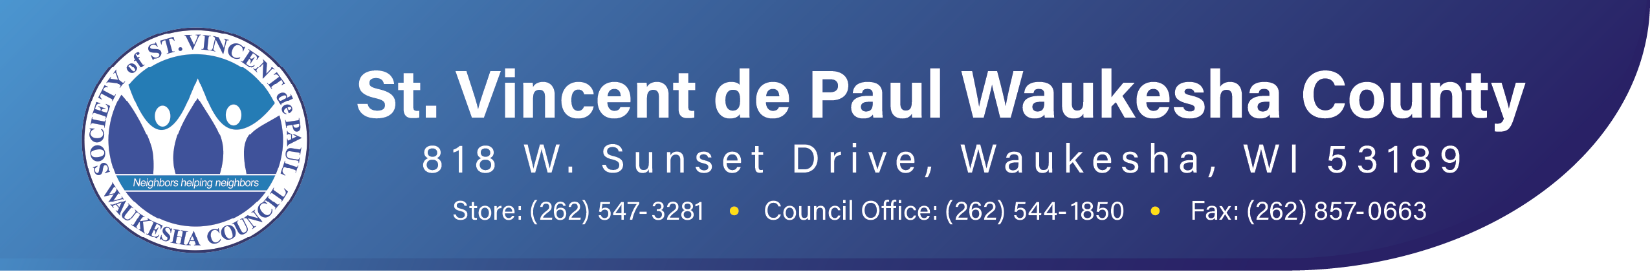 SOCIETY of ST. VINCENT de PAUL
Neighbors helping neighbors
WAUKESHA COUNCIL
St. Vincent de Paul Waukesha County
818 W. Sunset Drive, Waukesha, WI 53189
Store: (262) 547-3281 • Council Office: (262) 544-1850 • Fax: (262) 857-0663